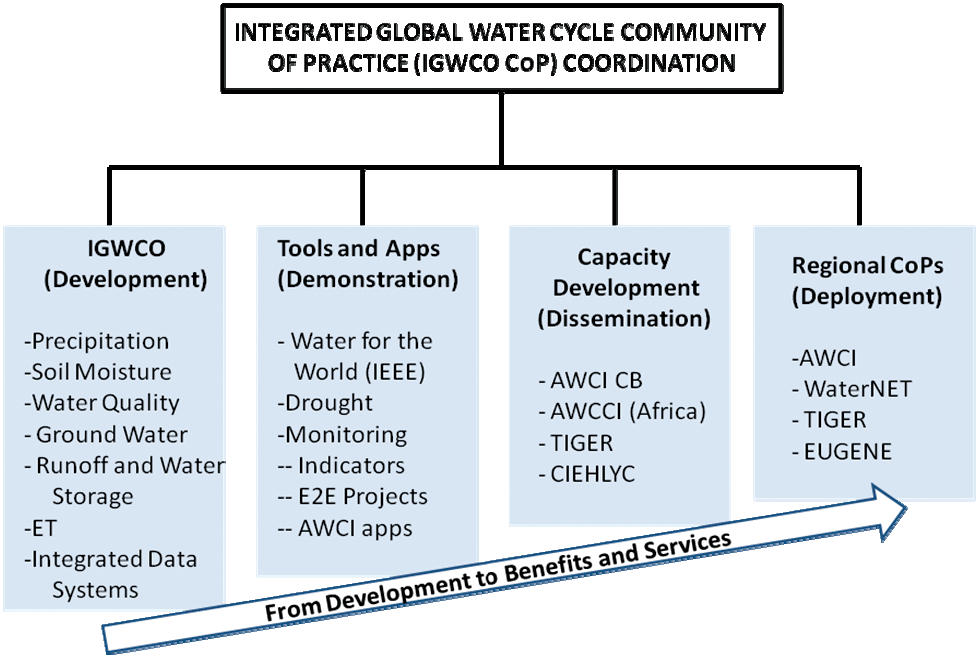 INTEGRATED GLOBAL WATER CYCLE COMMUNITY
OF PRACTICE (IGWCO CoP) COORDINATION
IGWCO
(Development)
-Precipitation
-Soil Moisture
-Water Quality
- Ground Water
- Runoff and Water
Storage
-ET
-Integrated Data
Systems
Tools and Apps
(Demonstration)
- Water for the
World (IEEE)
-Drought
-Monitoring
-- Indicators
-- E2E Projects
-- AWCI apps
Capacity
Development
(Dissemination)
- AWCI CB
- AWCCI (Africa)
- TIGER
- CIEHLYC
Regional CoPs
(Deployment)
-AWCI
- WaterNET
- TIGER
- EUGENE
From Development to Benefits and Services